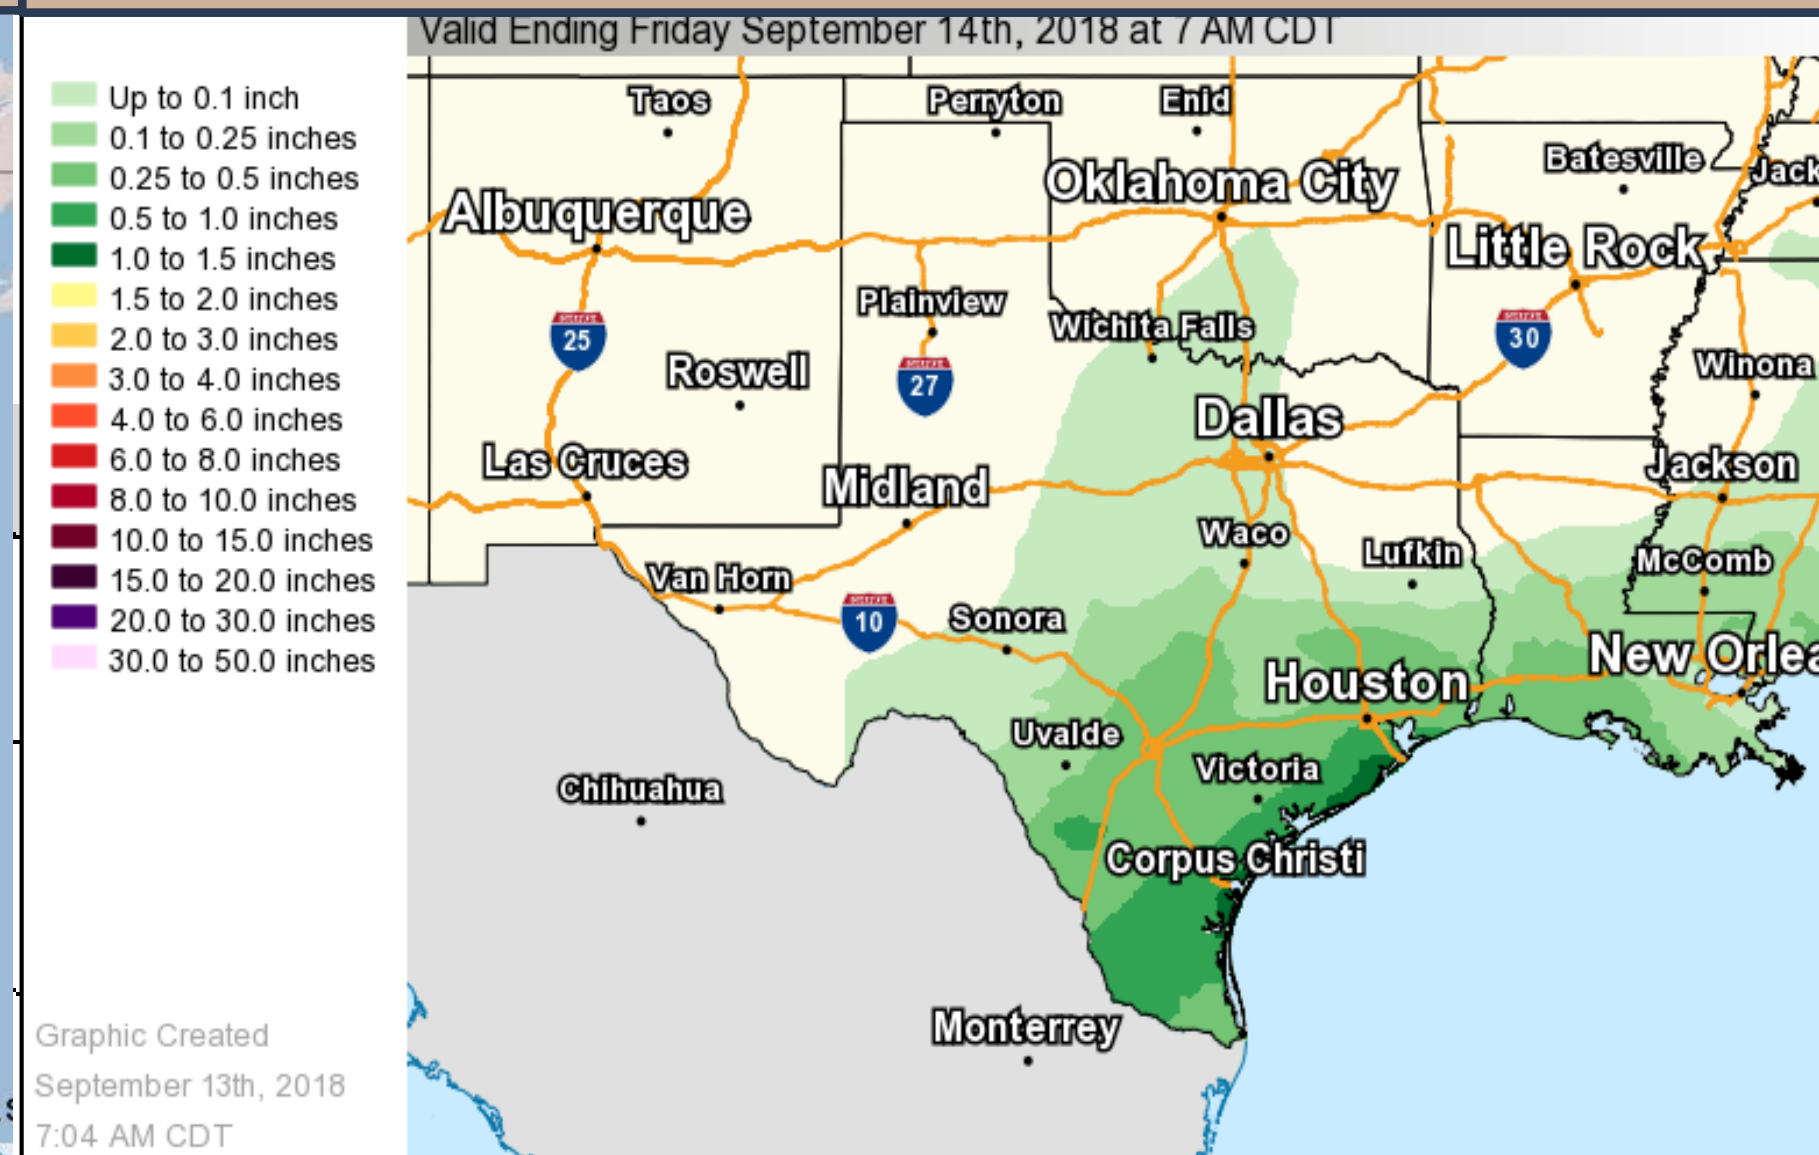 Valid Ending Friday September 14th, 2018 at 7 AM CDT
Up to 0.1 inch
0.1 to 0.25 inches
0.25 to 0.5 inches
0.5 to 1.0 inches
1.0 to 1.5 inches
1.5 to 2.0 inches
2.0 to 3.0 inches
3.0 to 4.0 inches
4.0 to 6.0 inches
6.0 to 8.0 inches
8.0 to 10.0 inches
10.0 to 15.0 inches
15.0 to 20.0 inches
20.0 to 30.0 inches
30.0 to 50.0 inches
Graphic Created
September 13th, 2018
7:04 AM CDT
Taos
Perryton
Enid
Batesville
Jack
Oklahoma City
Albuquerque
Little Rock
Plainview
Wichita Falls
25
30
Roswell
27
Winona
Dallas
Las Cruces
Midland
Jackson
Waco
Lufkin
McComb
Van Horn
10
Sonora
New Orlea
Houston
Uvalde
Victoria
Chihuahua
Corpus Christi
Monterrey